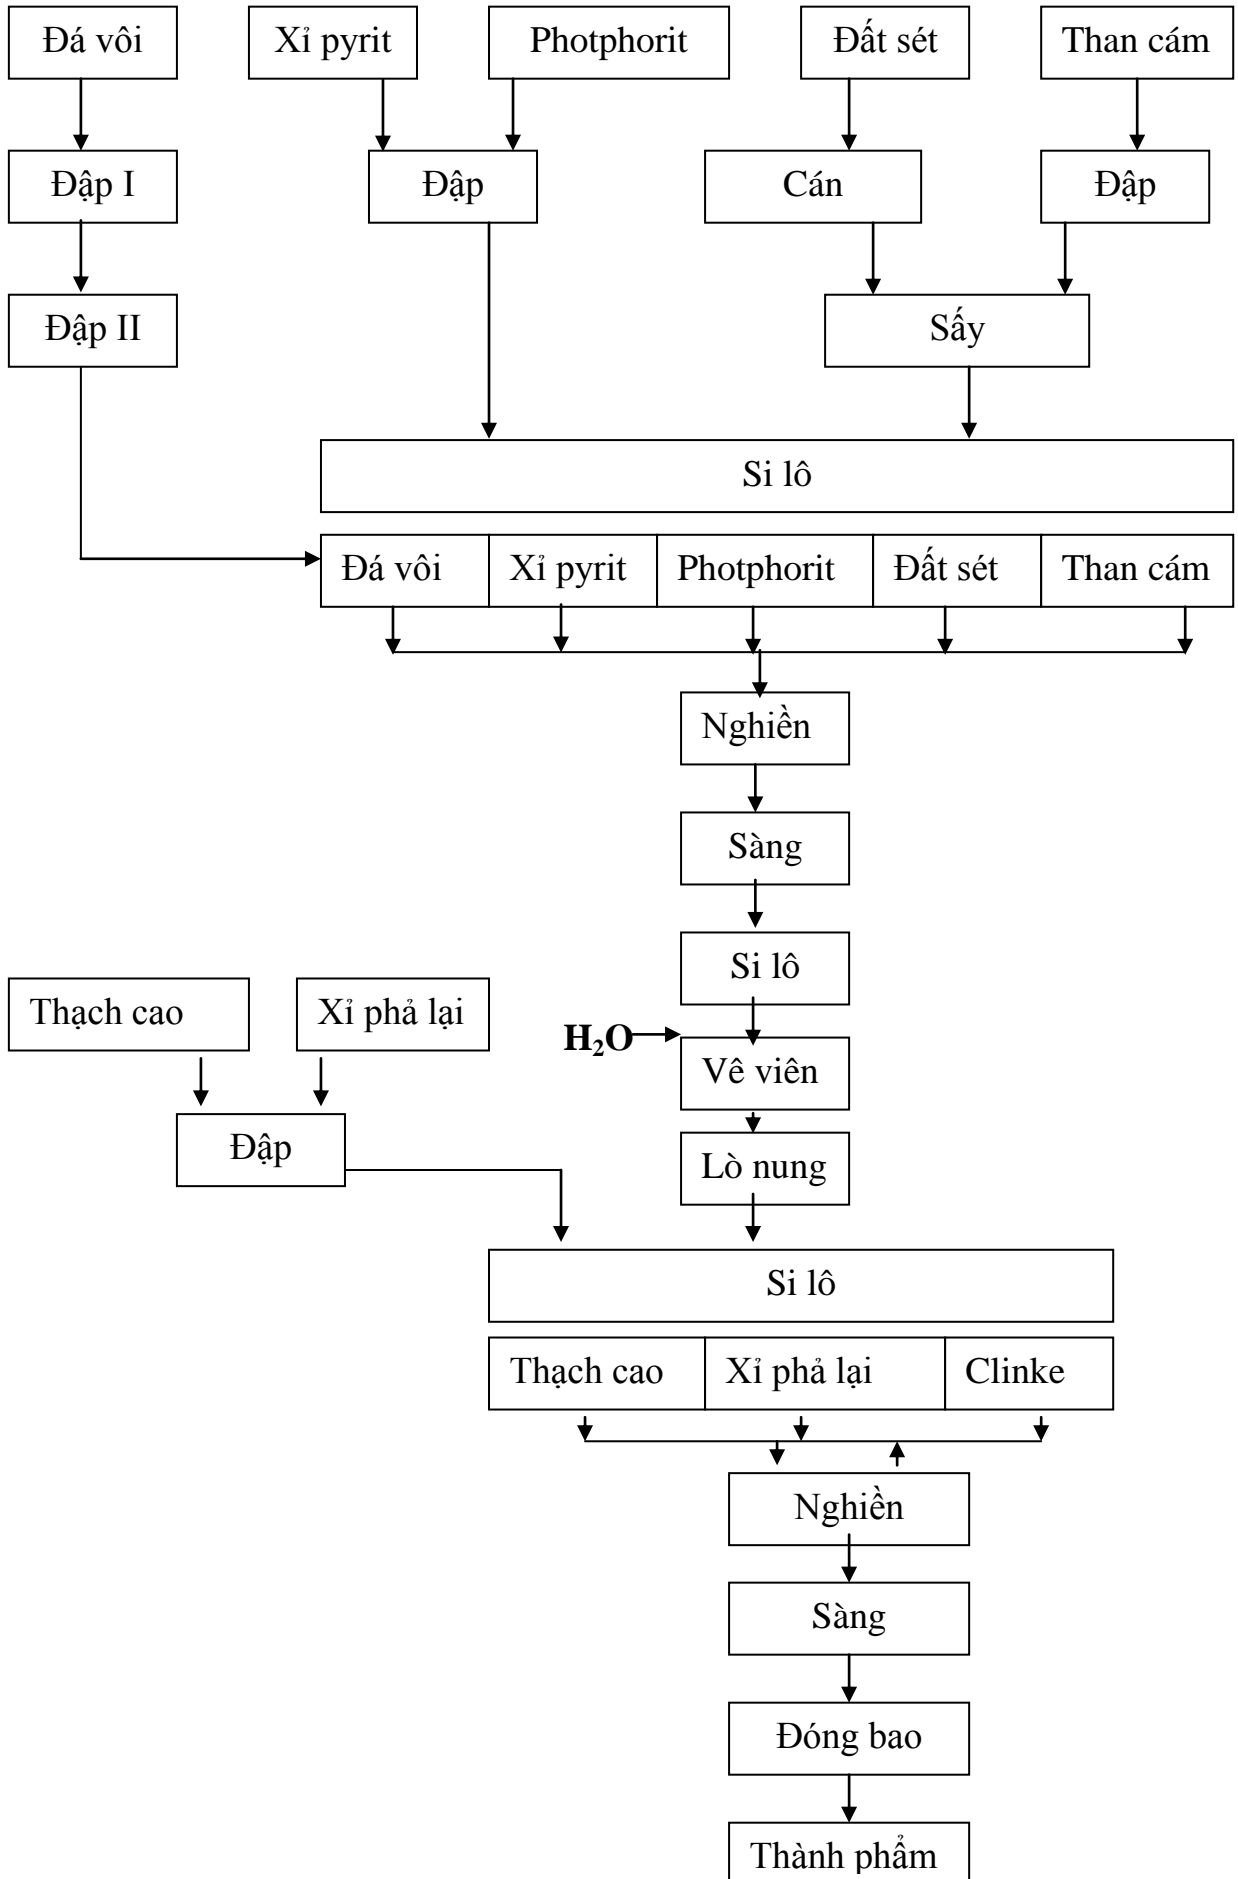 Đá vôi Xỉ pyrit Photphorit Đất sét Than cám
Đập I Đập Cán Đập
Đập II Sấy
Si lô
Đá vôi Xỉ pyrit Photphorit Đất sét Than cám
Nghiền
Sàng
Si lô
Thạch cao Xỉ phả lại
H₂O
Vê viên
Đập
Lò nung
Si lô
Thạch cao Xỉ phả lại Clinke
Nghiền
Sàng
Đóng bao
Thành phẩm